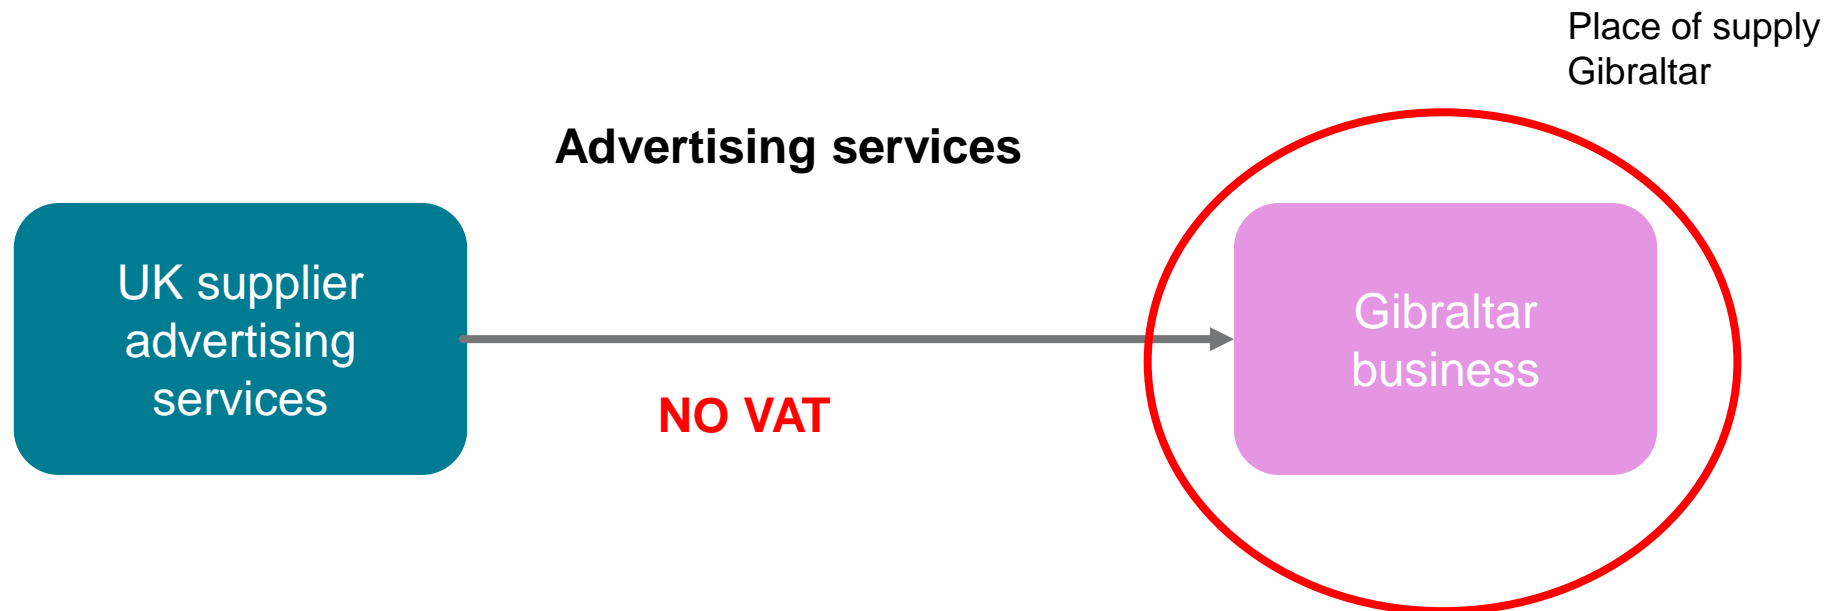 Place of supply
Gibraltar
Advertising services
UK supplier
advertising
services
NO VAT
Gibraltar
business